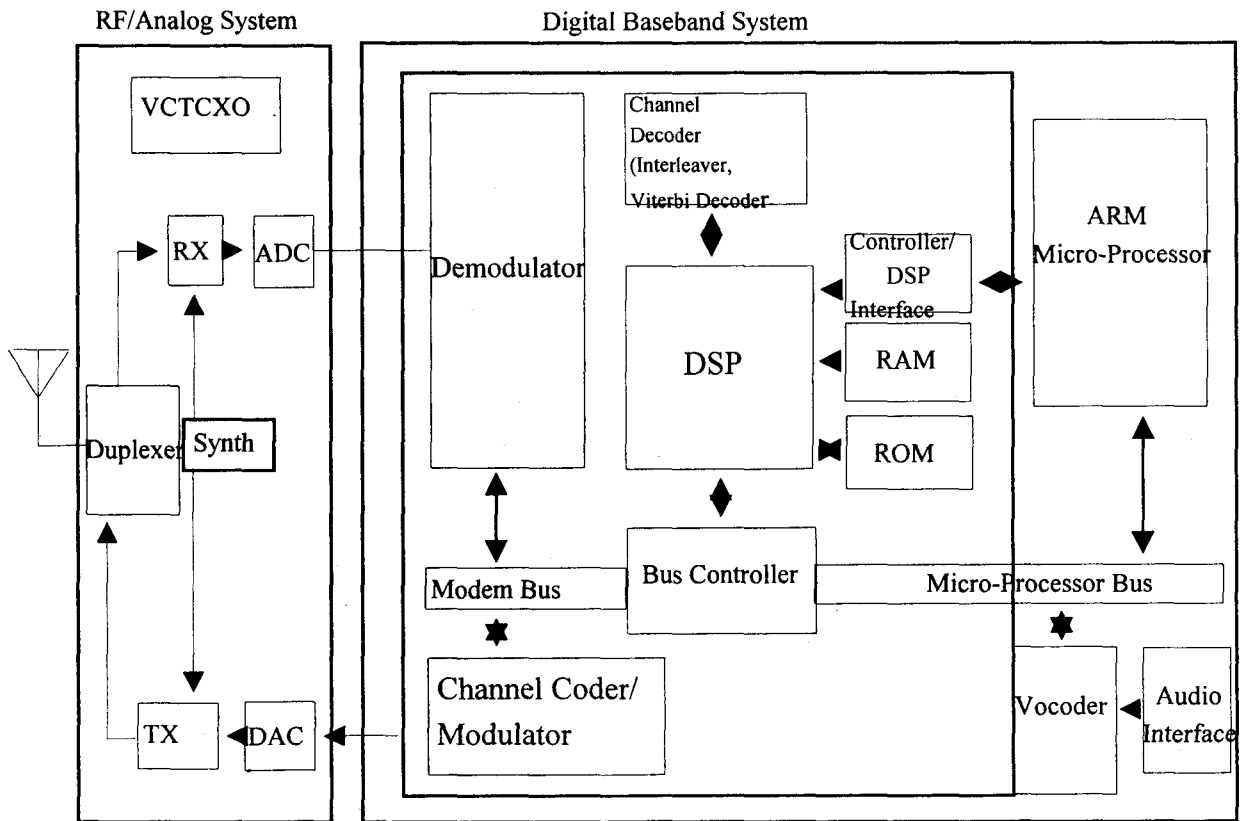 RF/Analog System
Digital Baseband System
VCTCXO
RX
ADC
Duplexer
Synth
TX
DAC
Demodulator
Channel
Decoder
(Interleaver,
Viterbi Decoder
DSP
Controller/
DSP
Interface
RAM
ROM
ARM
Micro-Processor
Modem Bus
Bus Controller
Micro-Processor Bus
Channel Coder/
Modulator
Vocoder
Audio
Interface